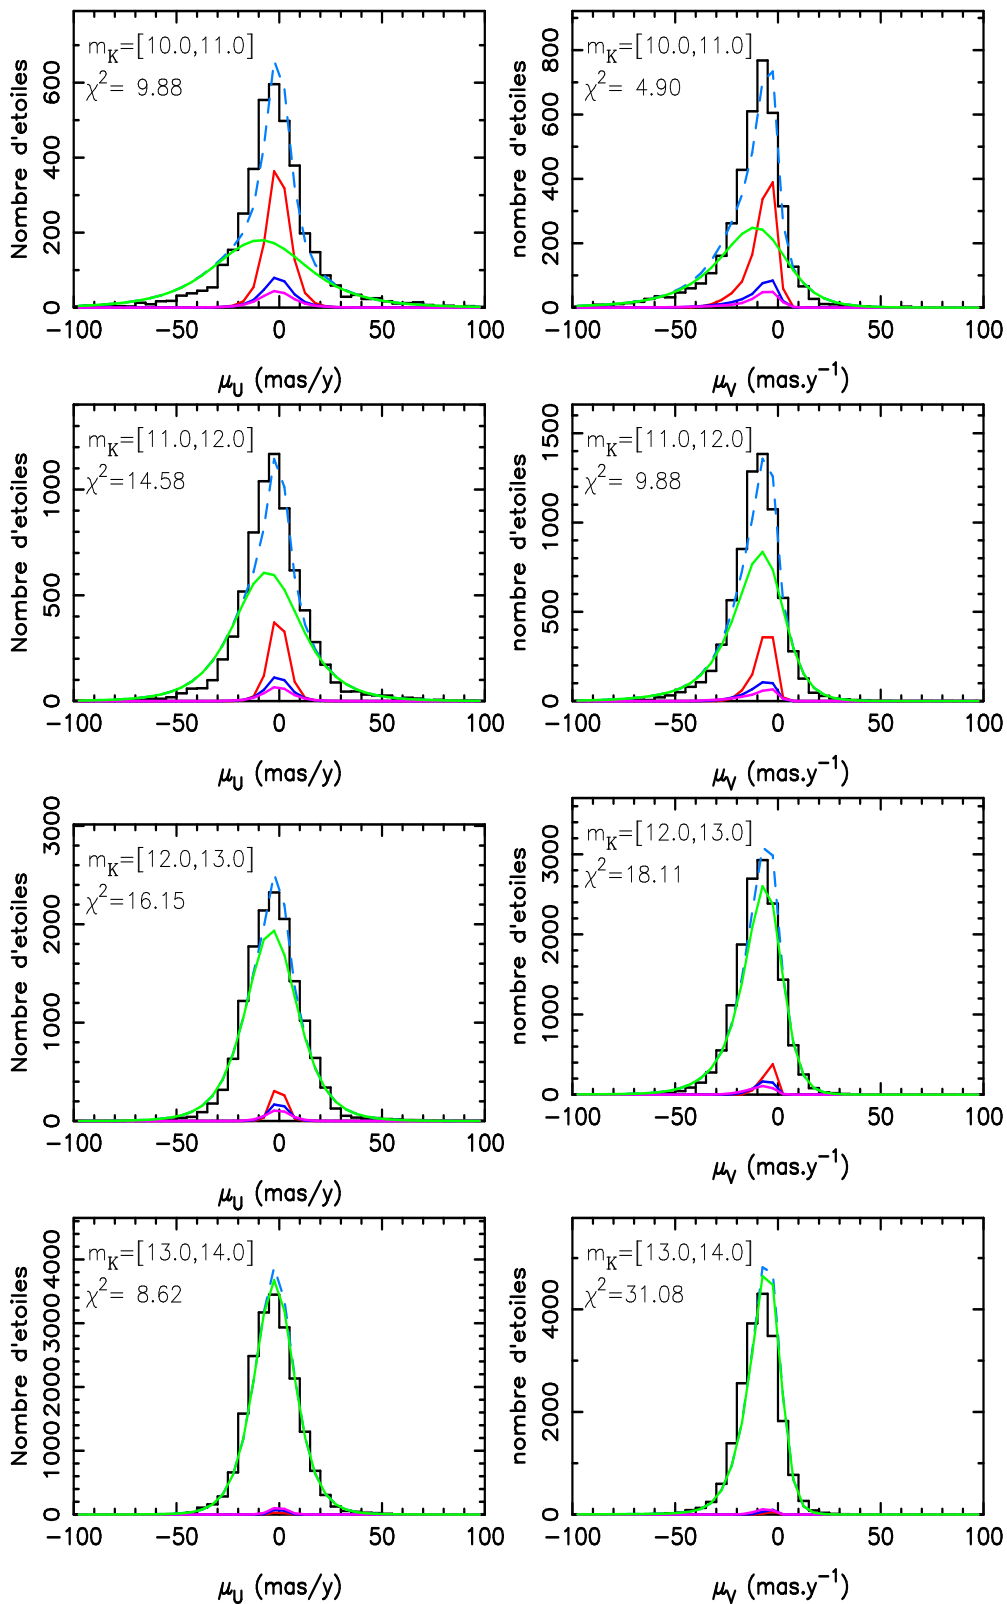 m_K=[10.0,11.0]
χ²= 9.88
Nombre d'etoiles
0 200 400 600
−100 −50 0 50 100
μ_U (mas/y)
m_K=[10.0,11.0]
χ²= 4.90
nombre d'etoiles
0 200 400 600 800
−100 −50 0 50 100
μ_V (mas.y⁻¹)
m_K=[11.0,12.0]
χ²=14.58
Nombre d'etoiles
0 500 1000
−100 −50 0 50 100
μ_U (mas/y)
m_K=[11.0,12.0]
χ²= 9.88
nombre d'etoiles
0 500 1000 1500
−100 −50 0 50 100
μ_V (mas.y⁻¹)
m_K=[12.0,13.0]
χ²=16.15
Nombre d'etoiles
0 1000 2000 3000
−100 −50 0 50 100
μ_U (mas/y)
m_K=[12.0,13.0]
χ²=18.11
nombre d'etoiles
0 1000 2000 3000
−100 −50 0 50 100
μ_V (mas.y⁻¹)
m_K=[13.0,14.0]
χ²= 8.62
Nombre d'etoiles
0 1000 2000 3000 4000
−100 −50 0 50 100
μ_U (mas/y)
m_K=[13.0,14.0]
χ²=31.08
nombre d'etoiles
0 2000 4000
−100 −50 0 50 100
μ_V (mas.y⁻¹)